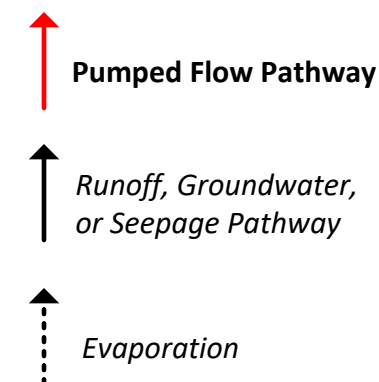 Pumped Flow Pathway
Runoff, Groundwater,
or Seepage Pathway
Evaporation